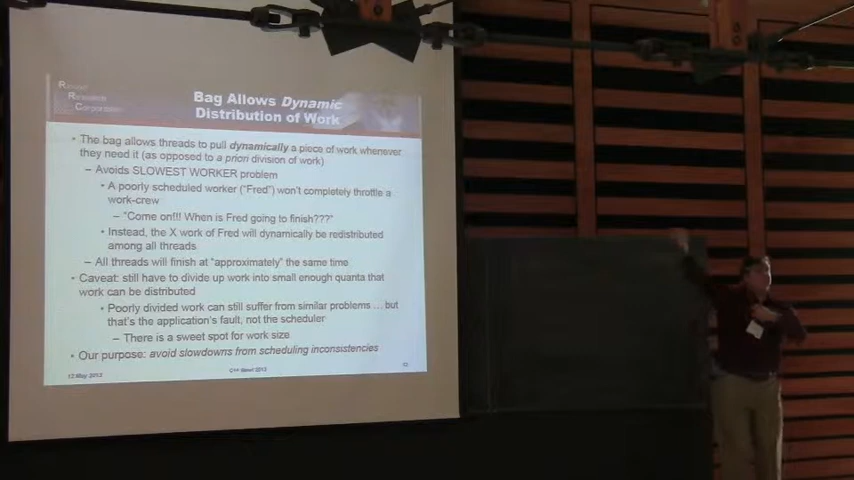 Research
Corporation
Bag Allows Dynamic
Distribution of Work
• The bag allows threads to pull dynamically a piece of work whenever
they need it (as opposed to a priori division of work)
– Avoids SLOWEST WORKER problem
• A poorly scheduled worker ("Fred") won't completely throttle a
work-crew
– "Come on!!! When is Fred going to finish???"
• Instead, the X work of Fred will dynamically be redistributed
among all threads
– All threads will finish at "approximately" the same time
• Caveat: still have to divide up work into small enough quanta that
work can be distributed
• Poorly divided work can still suffer from similar problems ... but
that's the application's fault, not the scheduler
– There is a sweet spot for work size
• Our purpose: avoid slowdowns from scheduling inconsistencies